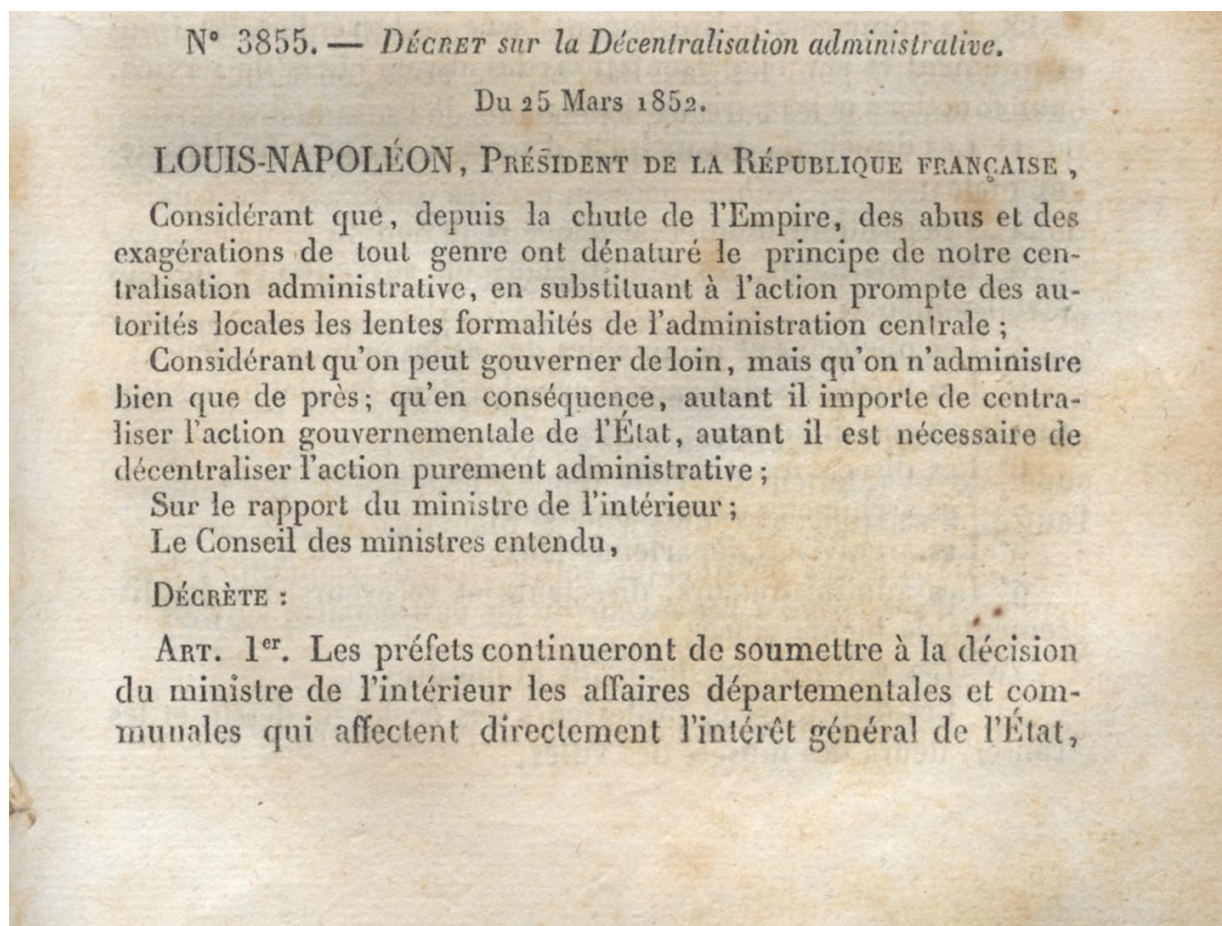 N° 3855. — DÉCRET sur la Décentralisation administrative.
Du 25 Mars 1852.
LOUIS-NAPOLÉON, PRÉSIDENT DE LA RÉPUBLIQUE FRANÇAISE,
Considérant que, depuis la chute de l'Empire, des abus et des
exagérations de tout genre ont dénaturé le principe de notre cen-
tralisation administrative, en substituant à l'action prompte des au-
torités locales les lentes formalités de l'administration centrale ;
Considérant qu'on peut gouverner de loin, mais qu'on n'administre
bien que de près ; qu'en conséquence, autant il importe de centra-
liser l'action gouvernementale de l'État, autant il est nécessaire de
décentraliser l'action purement administrative ;
Sur le rapport du ministre de l'intérieur ;
Le Conseil des ministres entendu,
DÉCRÈTE :
ART. 1er. Les préfets continueront de soumettre à la décision
du ministre de l'intérieur les affaires départementales et com-
munales qui affectent directement l'intérêt général de l'État,